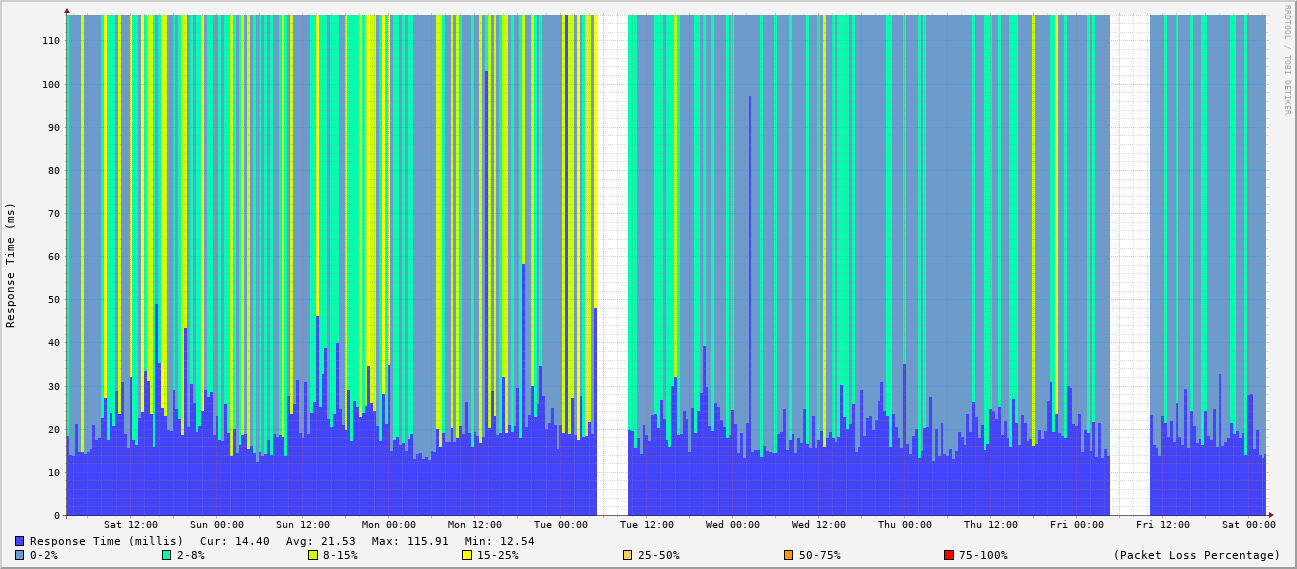 RRDTOOL / TOBI OETIKER
Response Time (ms)
110
100
90
80
70
60
50
40
30
20
10
0
Sat 12:00 Sun 00:00 Sun 12:00 Mon 00:00 Mon 12:00 Tue 00:00 Tue 12:00 Wed 00:00 Wed 12:00 Thu 00:00 Thu 12:00 Fri 00:00 Fri 12:00 Sat 00:00
Response Time (millis) Cur: 14.40 Avg: 21.53 Max: 115.91 Min: 12.54
0-2% 2-8% 8-15% 15-25% 25-50% 50-75% 75-100% (Packet Loss Percentage)